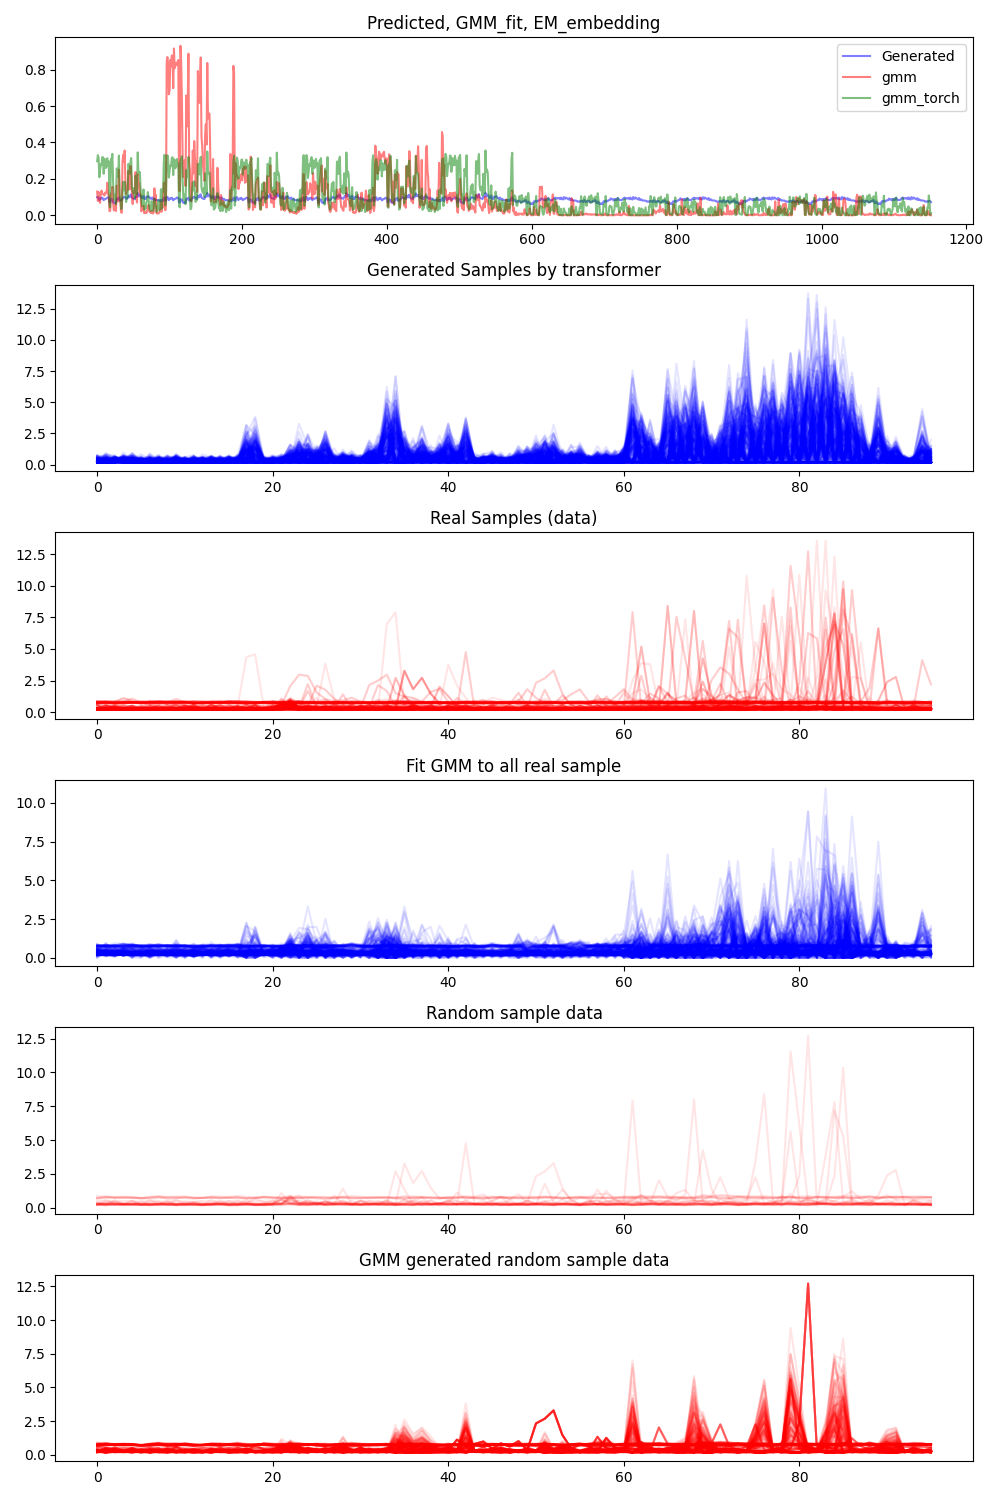 Predicted, GMM_fit, EM_embedding
Generated
gmm
gmm_torch
0.8
0.6
0.4
0.2
0.0
0 200 400 600 800 1000 1200
Generated Samples by transformer
12.5
10.0
7.5
5.0
2.5
0.0
0 20 40 60 80
Real Samples (data)
12.5
10.0
7.5
5.0
2.5
0.0
0 20 40 60 80
Fit GMM to all real sample
10.0
7.5
5.0
2.5
0.0
0 20 40 60 80
Random sample data
12.5
10.0
7.5
5.0
2.5
0.0
0 20 40 60 80
GMM generated random sample data
12.5
10.0
7.5
5.0
2.5
0.0
0 20 40 60 80